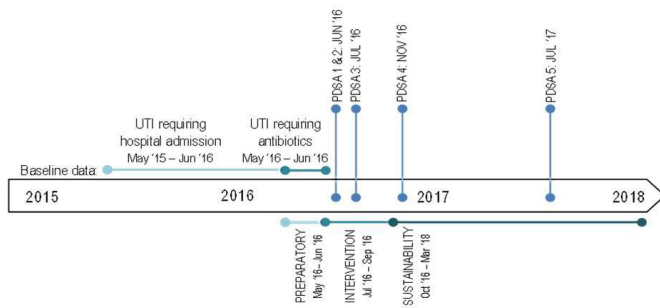 PDSA 1 & 2: JUN '16
PDSA 3: JUL '16
PDSA 4: NOV '16
PDSA 5: JUL '17
UTI requiring
hospital admission
May '15 – Jun '16
UTI requiring
antibiotics
May '16 – Jun '16
Baseline data:
2015
2016
2017
2018
PREPARATORY
May '16 – Jun '16
INTERVENTION
Jul '16 – Sep '16
SUSTAINABILITY
Oct '16 - Mar '18